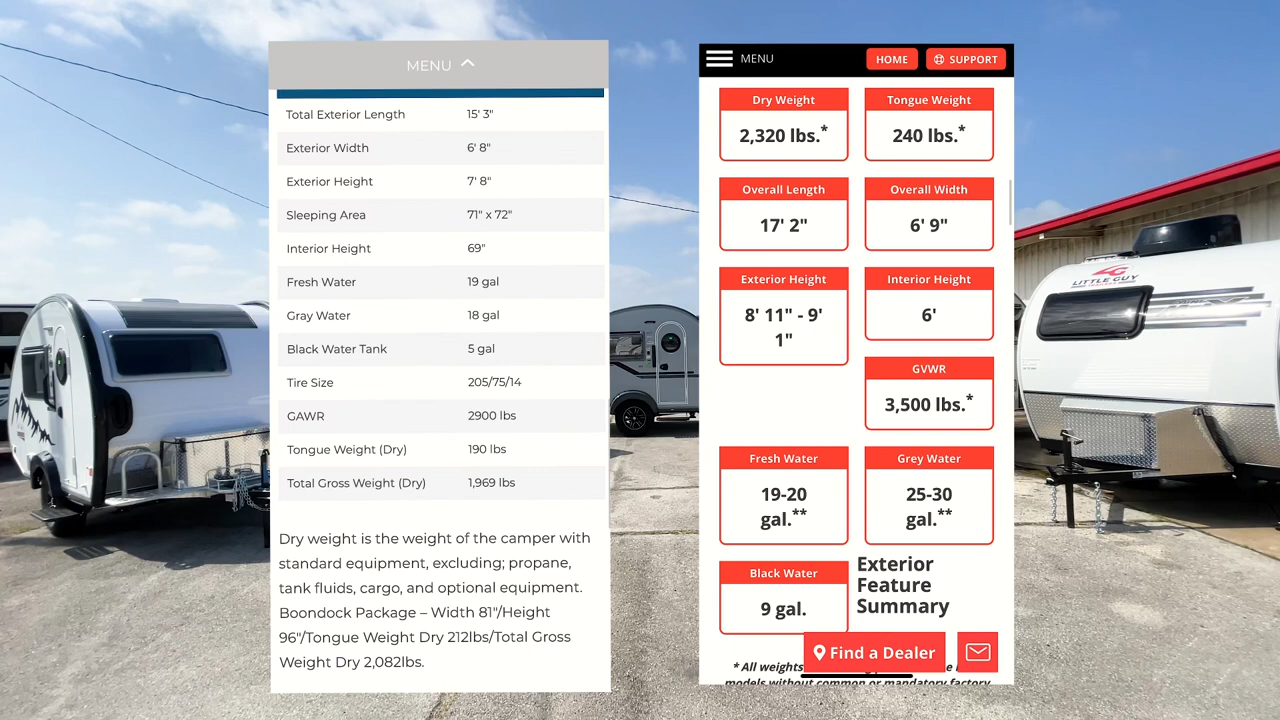 MENU
Total Exterior Length 15' 3"
Exterior Width 6' 8"
Exterior Height 7' 8"
Sleeping Area 71" x 72"
Interior Height 69"
Fresh Water 19 gal
Gray Water 18 gal
Black Water Tank 5 gal
Tire Size 205/75/14
GAWR 2900 lbs
Tongue Weight (Dry) 190 lbs
Total Gross Weight (Dry) 1,969 lbs
Dry weight is the weight of the camper with
standard equipment, excluding; propane,
tank fluids, cargo, and optional equipment.
Boondock Package – Width 81"/Height
96"/Tongue Weight Dry 212lbs/Total Gross
Weight Dry 2,082lbs.
MENU HOME SUPPORT
Dry Weight
2,320 lbs.*
Tongue Weight
240 lbs.*
Overall Length
17' 2"
Overall Width
6' 9"
Exterior Height
8' 11" - 9'
1"
Interior Height
6'
GVWR
3,500 lbs.*
Fresh Water
19-20
gal.**
Grey Water
25-30
gal.**
Black Water
9 gal.
Exterior
Feature
Summary
Find a Dealer
* All weights
models without common or mandatory factory
LITTLE GUY